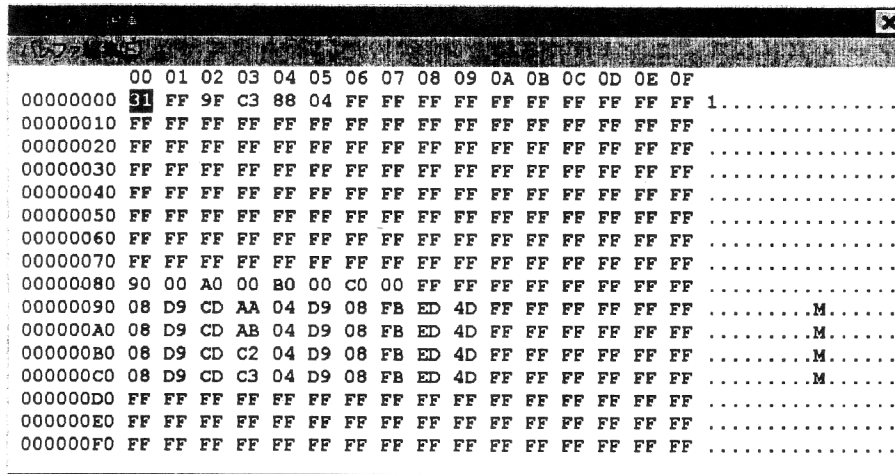 00 01 02 03 04 05 06 07 08 09 0A 0B 0C 0D 0E 0F
00000000 31 FF 9F C3 88 04 FF FF FF FF FF FF FF FF FF FF 1...............
00000010 FF FF FF FF FF FF FF FF FF FF FF FF FF FF FF FF ................
00000020 FF FF FF FF FF FF FF FF FF FF FF FF FF FF FF FF ................
00000030 FF FF FF FF FF FF FF FF FF FF FF FF FF FF FF FF ................
00000040 FF FF FF FF FF FF FF FF FF FF FF FF FF FF FF FF ................
00000050 FF FF FF FF FF FF FF FF FF FF FF FF FF FF FF FF ................
00000060 FF FF FF FF FF FF FF FF FF FF FF FF FF FF FF FF ................
00000070 FF FF FF FF FF FF FF FF FF FF FF FF FF FF FF FF ................
00000080 90 00 A0 00 B0 00 C0 00 FF FF FF FF FF FF FF FF ................
00000090 08 D9 CD AA 04 D9 08 FB ED 4D FF FF FF FF FF FF .........M......
000000A0 08 D9 CD AB 04 D9 08 FB ED 4D FF FF FF FF FF FF .........M......
000000B0 08 D9 CD C2 04 D9 08 FB ED 4D FF FF FF FF FF FF .........M......
000000C0 08 D9 CD C3 04 D9 08 FB ED 4D FF FF FF FF FF FF .........M......
000000D0 FF FF FF FF FF FF FF FF FF FF FF FF FF FF FF FF ................
000000E0 FF FF FF FF FF FF FF FF FF FF FF FF FF FF FF FF ................
000000F0 FF FF FF FF FF FF FF FF FF FF FF FF FF FF FF FF ................